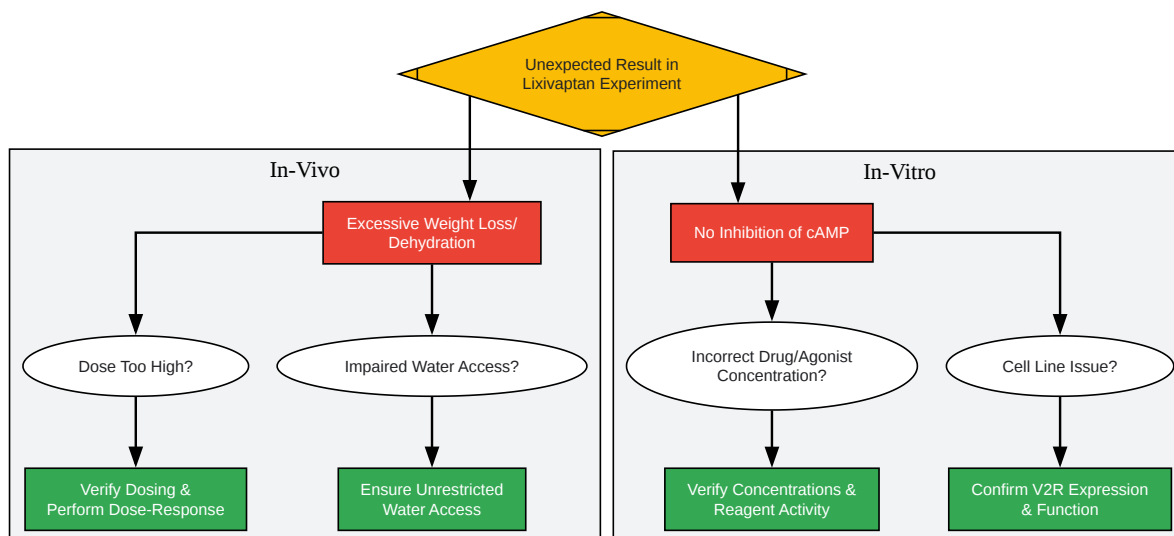 Unexpected Result in
Lixivaptan Experiment
In-Vivo
Excessive Weight Loss/
Dehydration
Dose Too High?
Impaired Water Access?
Verify Dosing &
Perform Dose-Response
Ensure Unrestricted
Water Access
In-Vitro
No Inhibition of cAMP
Incorrect Drug/Agonist
Concentration?
Cell Line Issue?
Verify Concentrations &
Reagent Activity
Confirm V2R Expression
& Function